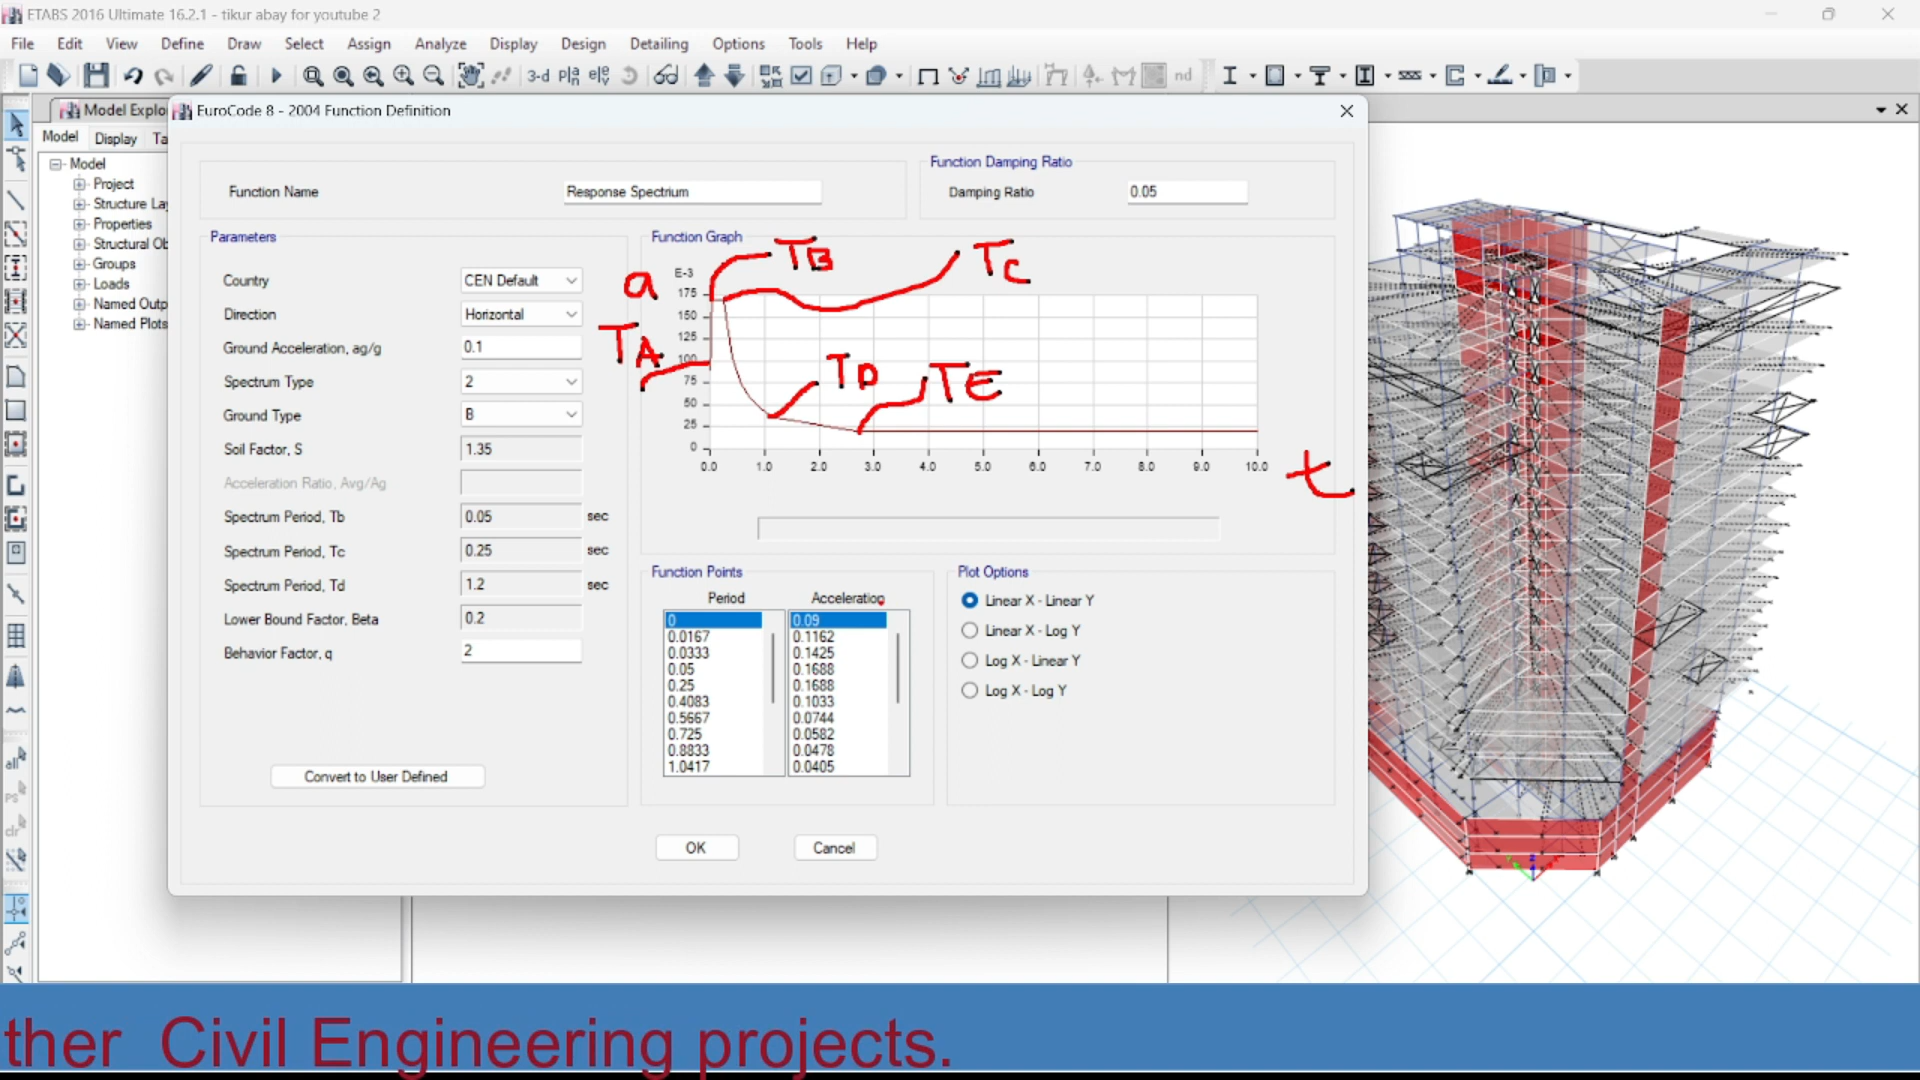 ETABS 2016 Ultimate 16.2.1 - tikur abay for youtube 2
File Edit View Define Draw Select Assign Analyze Display Design Detailing Options Tools Help
3-d pla ele nd
Model Explo
Model Display Ta
Model
Project
Structure La
Properties
Structural Ob
Groups
Loads
Named Outp
Named Plots
all
ps
clr
EuroCode 8 - 2004 Function Definition
Function Name Response Spectrum
Function Damping Ratio
Damping Ratio 0.05
Parameters
Country CEN Default
Direction Horizontal
Ground Acceleration, ag/g 0.1
Spectrum Type 2
Ground Type B
Soil Factor, S 1.35
Acceleration Ratio, Avg/Ag
Spectrum Period, Tb 0.05 sec
Spectrum Period, Tc 0.25 sec
Spectrum Period, Td 1.2 sec
Lower Bound Factor, Beta 0.2
Behavior Factor, q 2
Convert to User Defined
Function Graph
TB TC
a E-3
175
150
TA
125
100
TD TE
75
50
25
0
0.0 1.0 2.0 3.0 4.0 5.0 6.0 7.0 8.0 9.0 10.0
t
Function Points
Period Acceleration
0 0.09
0.0167 0.1162
0.0333 0.1425
0.05 0.1688
0.25 0.1688
0.4083 0.1033
0.5667 0.0744
0.725 0.0582
0.8833 0.0478
1.0417 0.0405
Plot Options
Linear X - Linear Y
Linear X - Log Y
Log X - Linear Y
Log X - Log Y
OK Cancel
ther Civil Engineering projects.